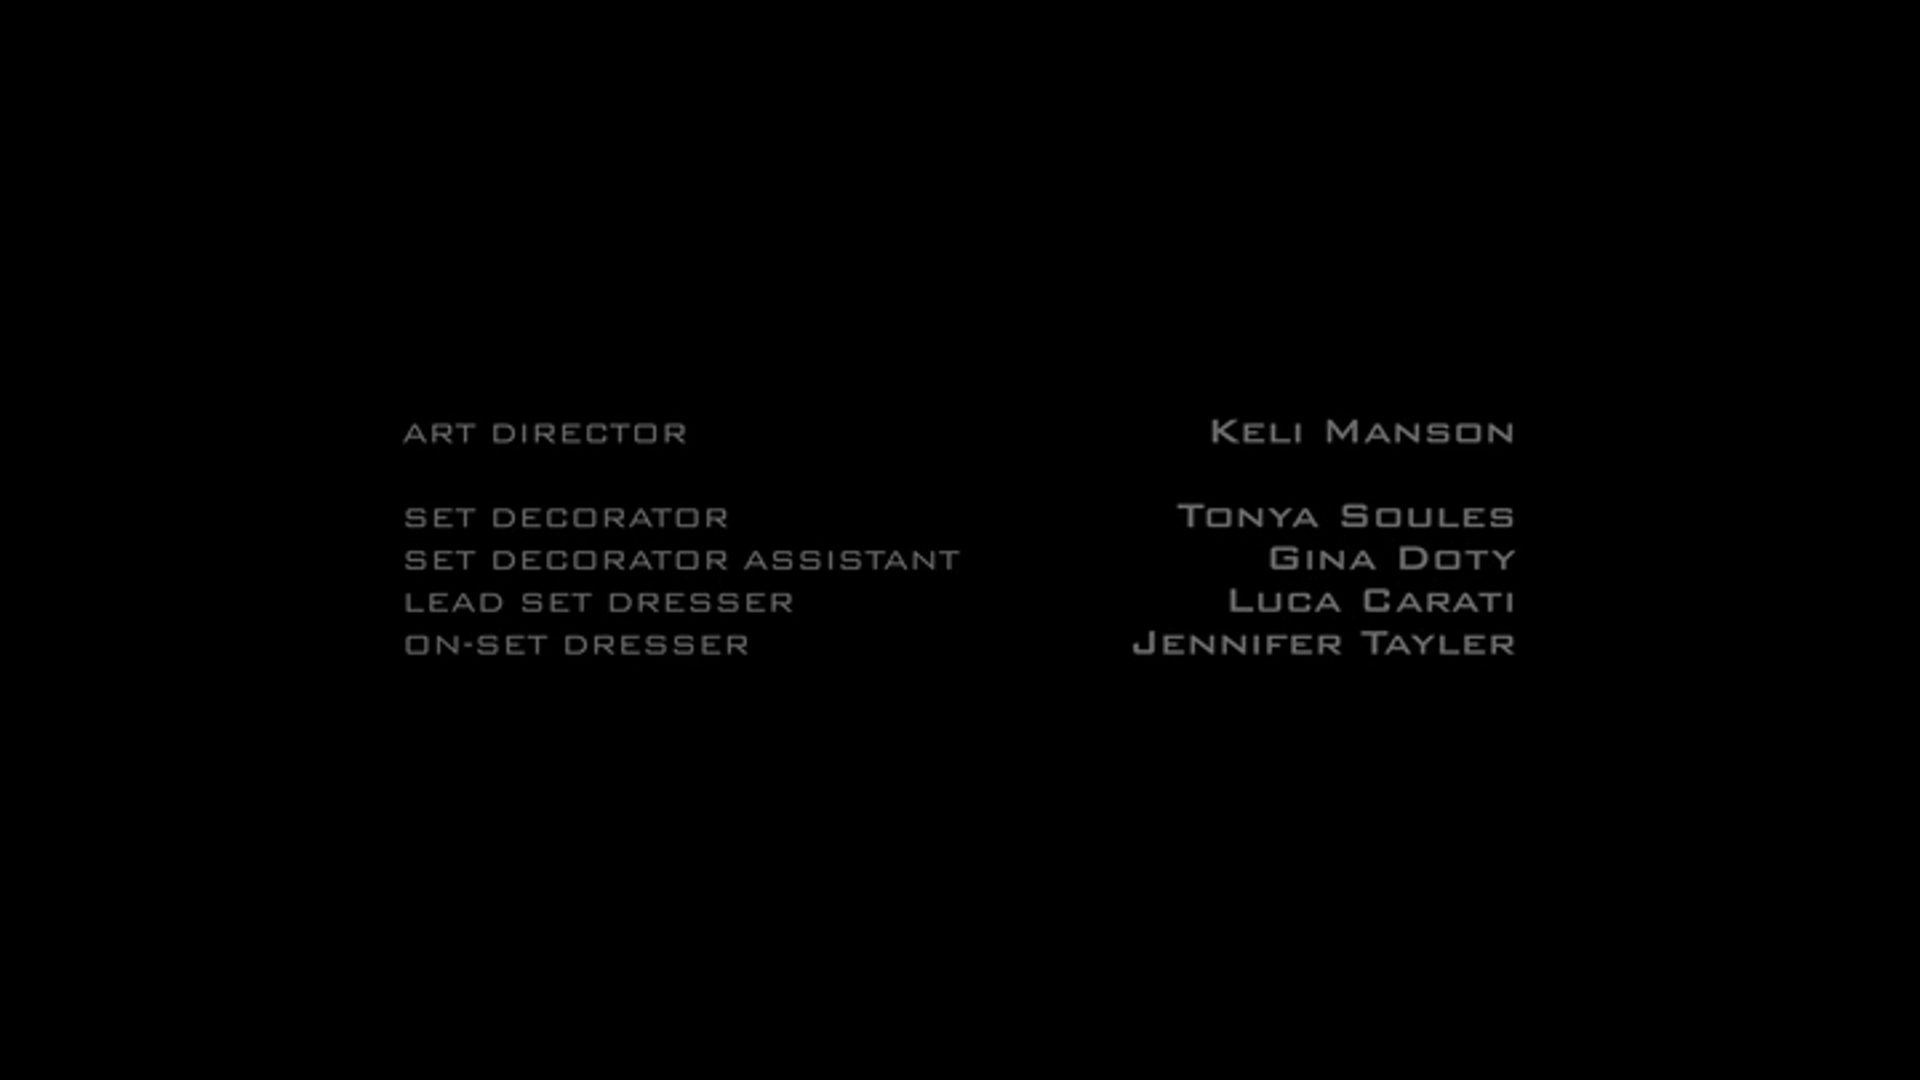 ART DIRECTOR KELI MANSON
SET DECORATOR TONYA SOULES
SET DECORATOR ASSISTANT GINA DOTY
LEAD SET DRESSER LUCA CARATI
ON-SET DRESSER JENNIFER TAYLER